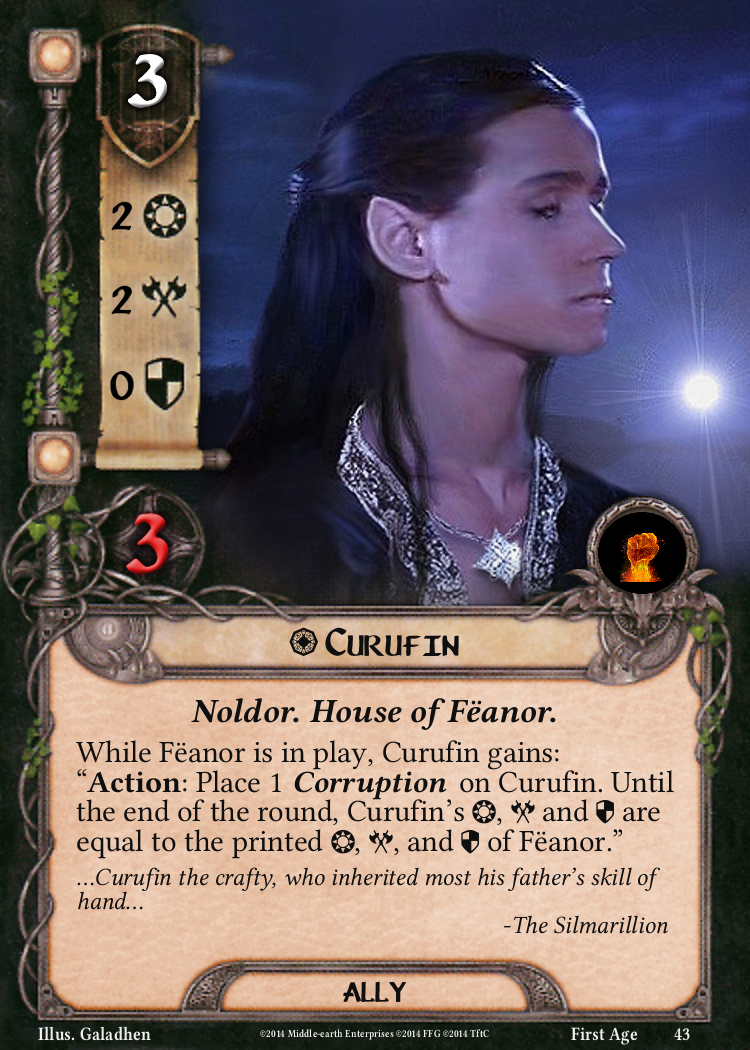 3
2
2
0
3
CURUFIN
Noldor. House of Fëanor.
While Fëanor is in play, Curufin gains:
“Action: Place 1 Corruption on Curufin. Until
the end of the round, Curufin’s , and are
equal to the printed , , and of Fëanor.”
…Curufin the crafty, who inherited most his father’s skill of
hand…
-The Silmarillion
ALLY
Illus. Galadhen ©2014 Middle-earth Enterprises ©2014 FFG ©2014 TftC First Age 43